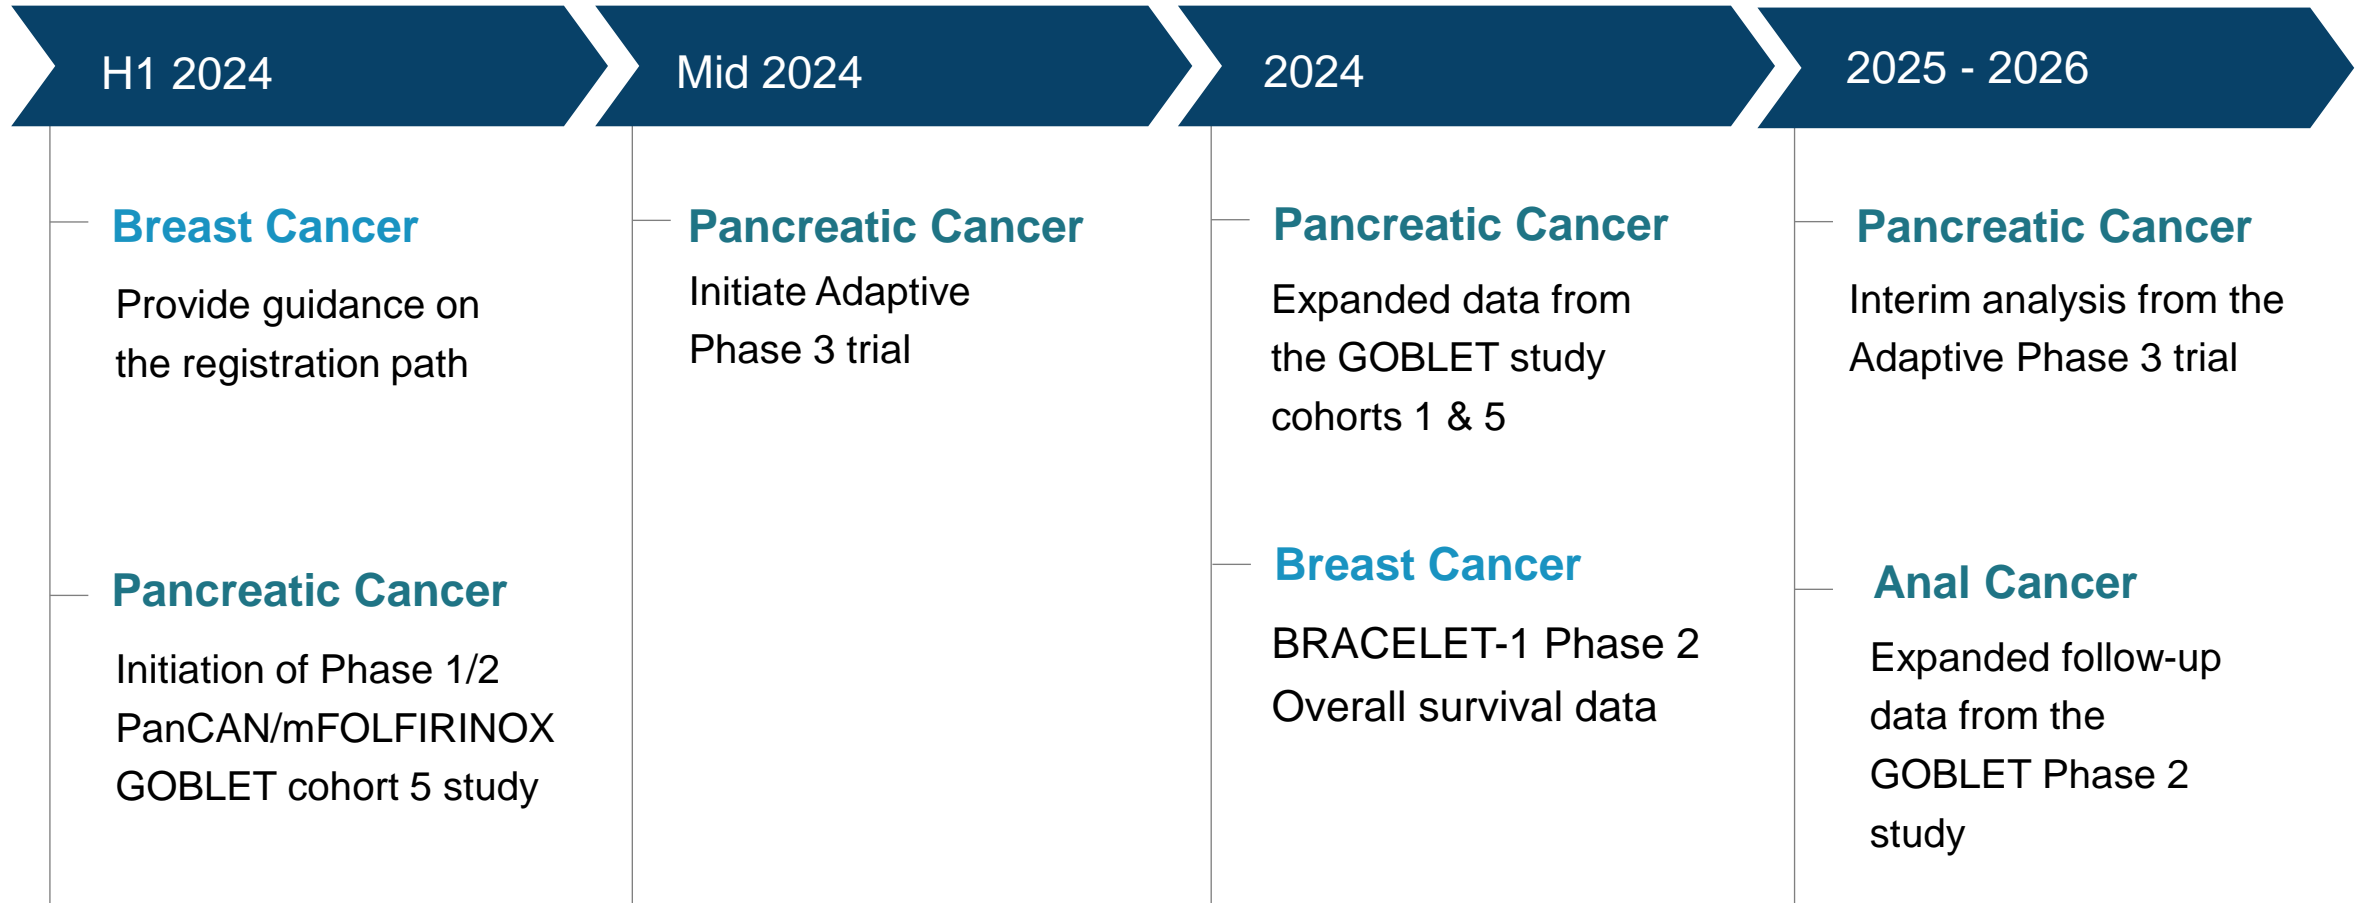 H1 2024
Breast Cancer
Provide guidance on
the registration path
Pancreatic Cancer
Initiation of Phase 1/2
PanCAN/mFOLFIRINOX
GOBLET cohort 5 study
Mid 2024
Pancreatic Cancer
Initiate Adaptive
Phase 3 trial
2024
Pancreatic Cancer
Expanded data from
the GOBLET study
cohorts 1 & 5
Breast Cancer
BRACELET-1 Phase 2
Overall survival data
2025 - 2026
Pancreatic Cancer
Interim analysis from the
Adaptive Phase 3 trial
Anal Cancer
Expanded follow-up
data from the
GOBLET Phase 2
study